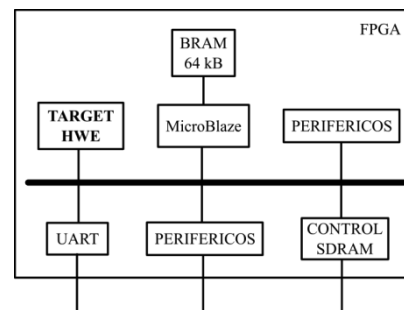 FPGA
BRAM
64 kB
TARGET
HWE
MicroBlaze
PERIFERICOS
UART
PERIFERICOS
CONTROL
SDRAM